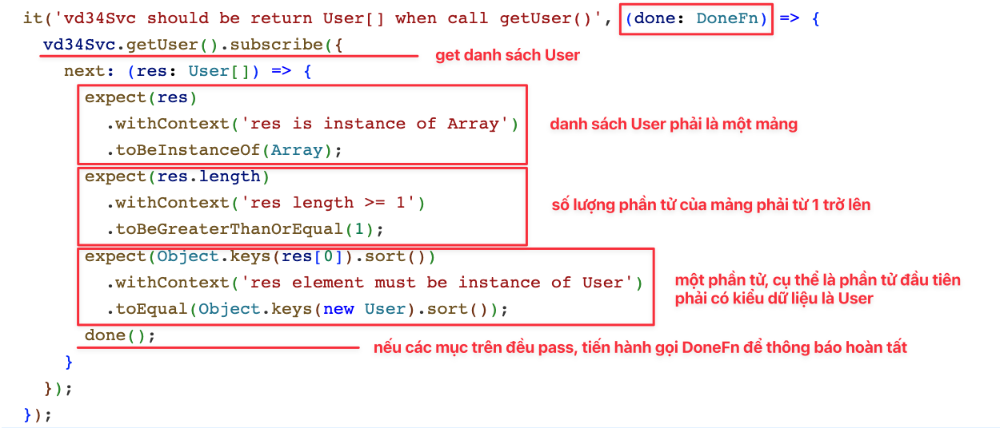 it('vd34Svc should be return User[] when call getUser()', (done: DoneFn) => {
vd34Svc.getUser().subscribe({
get danh sách User
next: (res: User[]) => {
expect(res)
.withContext('res is instance of Array')
danh sách User phải là một mảng
.toBeInstanceOf(Array);
expect(res.length)
.withContext('res length >= 1')
số lượng phần tử của mảng phải từ 1 trở lên
.toBeGreaterThanOrEqual(1);
expect(Object.keys(res[0]).sort())
.withContext('res element must be instance of User')
một phần tử, cụ thể là phần tử đầu tiên
phải có kiểu dữ liệu là User
.toEqual(Object.keys(new User).sort());
done();
nếu các mục trên đều pass, tiến hành gọi DoneFn để thông báo hoàn tất
}
});
});